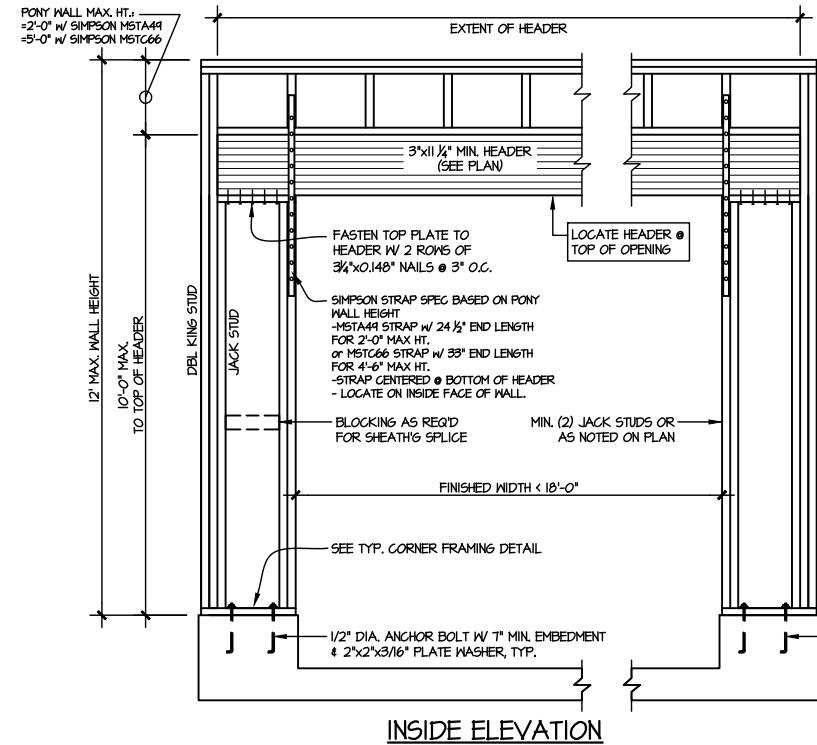 PONY WALL MAX. HT.:
=2'-0" W/ SIMPSON MSTA49
=5'-0" W/ SIMPSON MSTC66
EXTENT OF HEADER
3"x11 1/4" MIN. HEADER
(SEE PLAN)
FASTEN TOP PLATE TO
HEADER W/ 2 ROWS OF
3 1/4"x0.148" NAILS @ 3" O.C.
LOCATE HEADER @
TOP OF OPENING
SIMPSON STRAP SPEC BASED ON PONY
WALL HEIGHT
-MSTA49 STRAP w/ 24 1/2" END LENGTH
FOR 2'-0" MAX HT.
or MSTC66 STRAP w/ 33" END LENGTH
FOR 4'-6" MAX HT.
-STRAP CENTERED @ BOTTOM OF HEADER
- LOCATE ON INSIDE FACE OF WALL.
12' MAX. WALL HEIGHT
10'-0" MAX.
TO TOP OF HEADER
DBL KING STUD
JACK STUD
BLOCKING AS REQ'D
FOR SHEATH'G SPLICE
MIN. (2) JACK STUDS OR
AS NOTED ON PLAN
FINISHED WIDTH < 18'-0"
SEE TYP. CORNER FRAMING DETAIL
1/2" DIA. ANCHOR BOLT W/ 7" MIN. EMBEDMENT
& 2"x2"x3/16" PLATE WASHER, TYP.
INSIDE ELEVATION